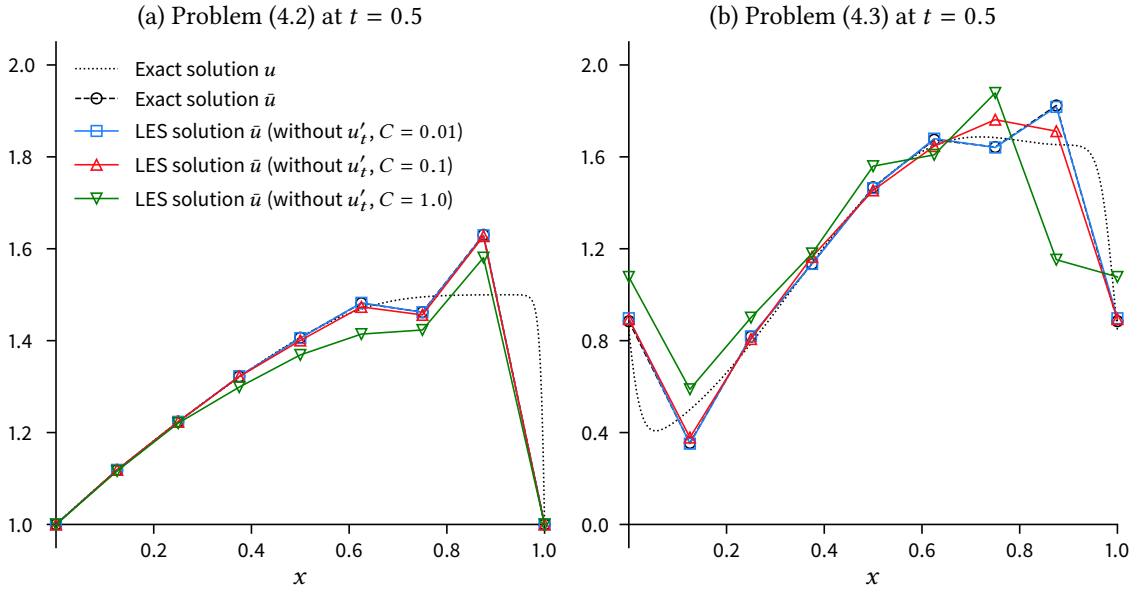 (a) Problem (4.2) at t = 0.5
2.0
1.8
1.6
1.4
1.2
1.0
Exact solution u
Exact solution ū
LES solution ū (without u′ₜ, C = 0.01)
LES solution ū (without u′ₜ, C = 0.1)
LES solution ū (without u′ₜ, C = 1.0)
0.2 0.4 0.6 0.8 1.0
x
(b) Problem (4.3) at t = 0.5
2.0
1.6
1.2
0.8
0.4
0.0
0.2 0.4 0.6 0.8 1.0
x